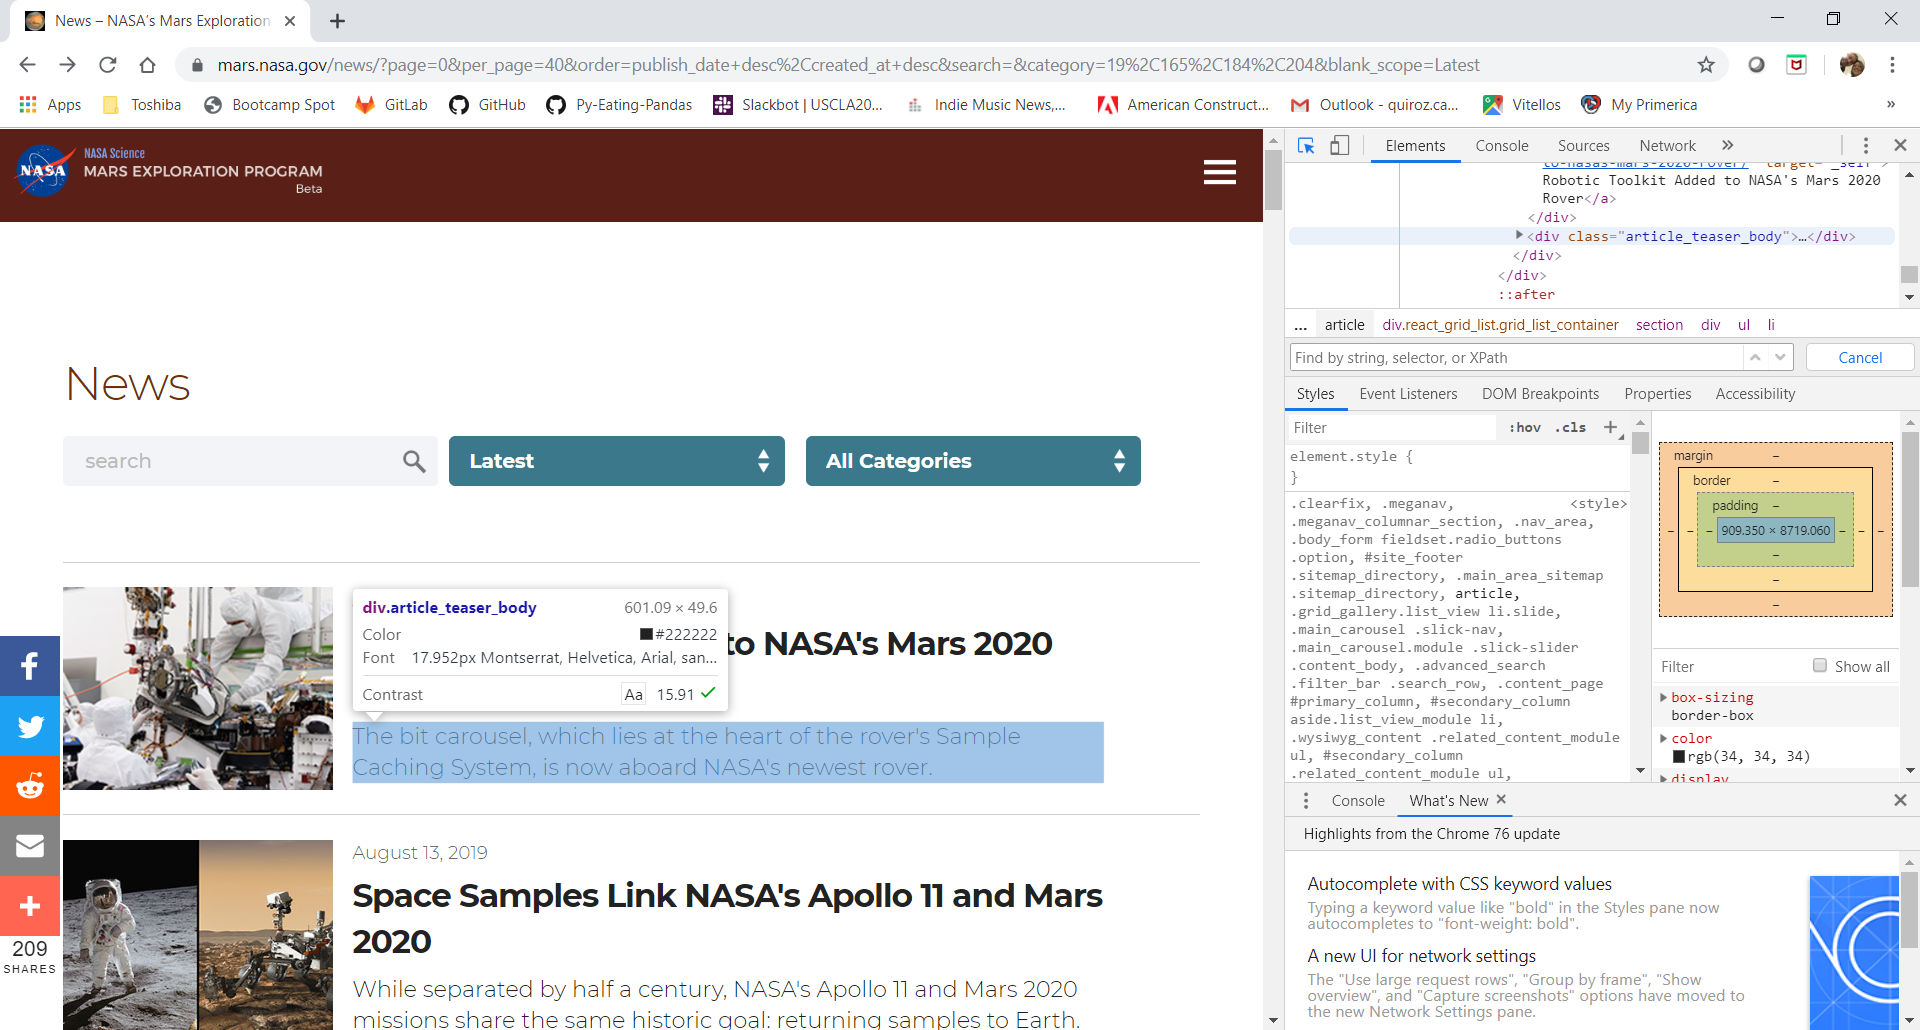 News – NASA's Mars Exploration
mars.nasa.gov/news/?page=0&per_page=40&order=publish_date+desc%2Ccreated_at+desc&search=&category=19%2C165%2C184%2C204&blank_scope=Latest
Apps Toshiba Bootcamp Spot GitLab GitHub Py-Eating-Pandas Slackbot | USCLA20... Indie Music News,... American Construct... Outlook - quiroz.ca... Vitellos My Primerica »
NASA
NASA Science
MARS EXPLORATION PROGRAM
Beta
News
search Latest All Categories
div.article_teaser_body 601.09 × 49.6
Color #222222
Font 17.952px Montserrat, Helvetica, Arial, san...
Contrast Aa 15.91
to NASA's Mars 2020
The bit carousel, which lies at the heart of the rover's Sample
Caching System, is now aboard NASA's newest rover.
August 13, 2019
Space Samples Link NASA's Apollo 11 and Mars
2020
While separated by half a century, NASA's Apollo 11 and Mars 2020
missions share the same historic goal: returning samples to Earth.
209
SHARES
Elements Console Sources Network »
to-nasas-mars-2020-rover/" target="_self">
Robotic Toolkit Added to NASA's Mars 2020
Rover</a>
</div>
<div class="article_teaser_body">…</div>
</div>
</div>
::after
... article div.react_grid_list.grid_list_container section div ul li
Find by string, selector, or XPath Cancel
Styles Event Listeners DOM Breakpoints Properties Accessibility
Filter :hov .cls +
element.style {
}
.clearfix, .meganav, <style>
.meganav_columnar_section, .nav_area,
.body_form fieldset.radio_buttons
.option, #site_footer
.sitemap_directory, .main_area_sitemap
.sitemap_directory, article,
.grid_gallery.list_view li.slide,
.main_carousel .slick-nav,
.main_carousel.module .slick-slider
.content_body, .advanced_search
.filter_bar .search_row, .content_page
#primary_column, #secondary_column
aside.list_view_module li,
.wysiwyg_content .related_content_module
ul, #secondary_column
.related_content_module ul,
margin –
border –
padding –
– – – 909.350 × 8719.060 – – –
–
–
–
Filter Show all
box-sizing
border-box
color
rgb(34, 34, 34)
display
Console What's New
Highlights from the Chrome 76 update
Autocomplete with CSS keyword values
Typing a keyword value like "bold" in the Styles pane now
autocompletes to "font-weight: bold".
A new UI for network settings
The "Use large request rows", "Group by frame", "Show
overview", and "Capture screenshots" options have moved to
the new Network Settings pane.